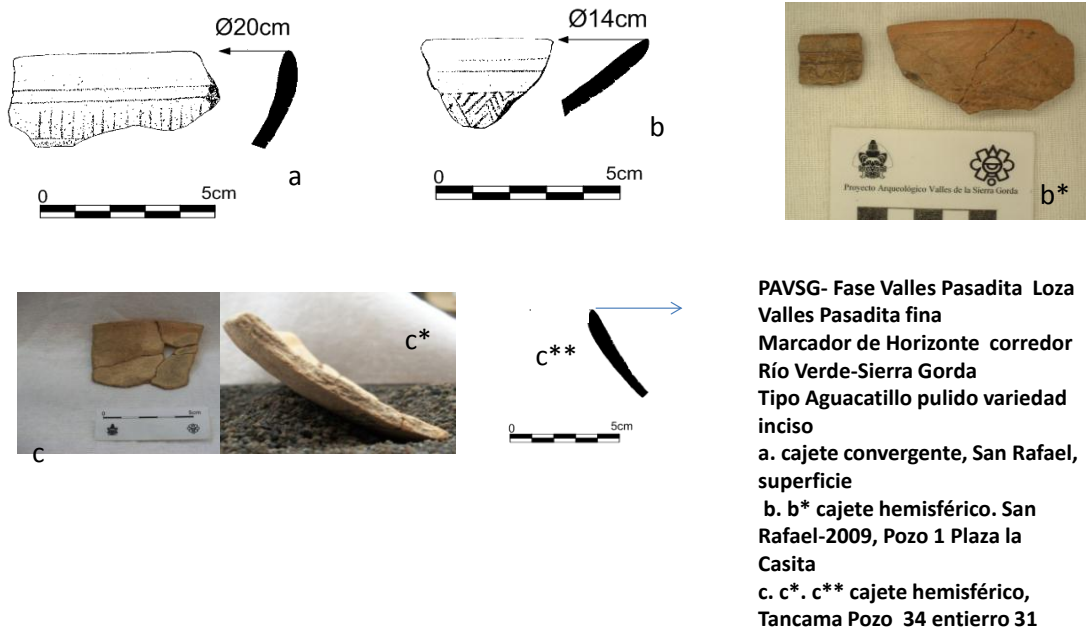 Ø20cm
a
0 5cm
Ø14cm
b
0 5cm
Proyecto Arqueológico Valles de la Sierra Gorda
b*
c
0 5cm
c*
c**
0 5cm
PAVSG- Fase Valles Pasadita Loza
Valles Pasadita fina
Marcador de Horizonte corredor
Río Verde-Sierra Gorda
Tipo Aguacatillo pulido variedad
inciso
a. cajete convergente, San Rafael,
superficie
b. b* cajete hemisférico. San
Rafael-2009, Pozo 1 Plaza la
Casita
c. c*. c** cajete hemisférico,
Tancama Pozo 34 entierro 31